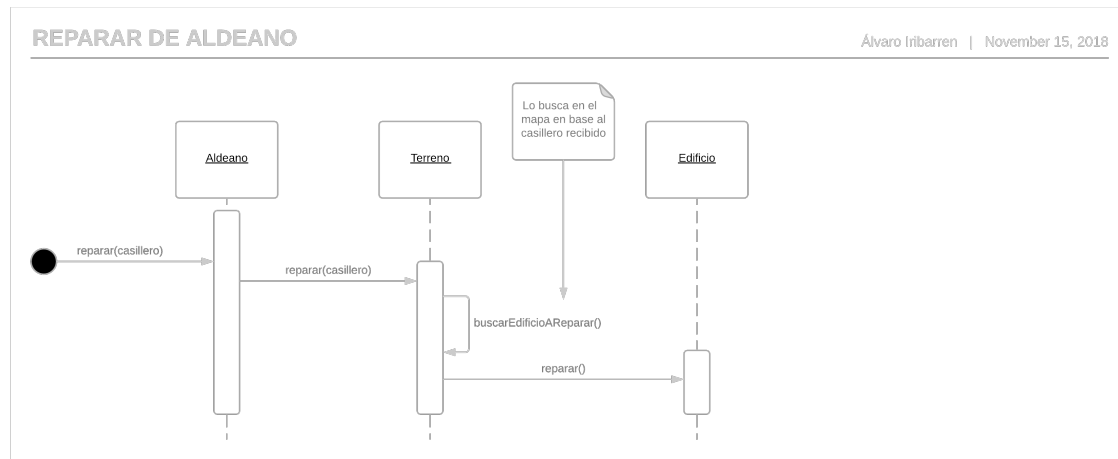 REPARAR DE ALDEANO
Álvaro Iribarren | November 15, 2018
Lo busca en el
mapa en base al
casillero recibido
Aldeano
Terreno
Edificio
reparar(casillero)
reparar(casillero)
buscarEdificioAReparar()
reparar()